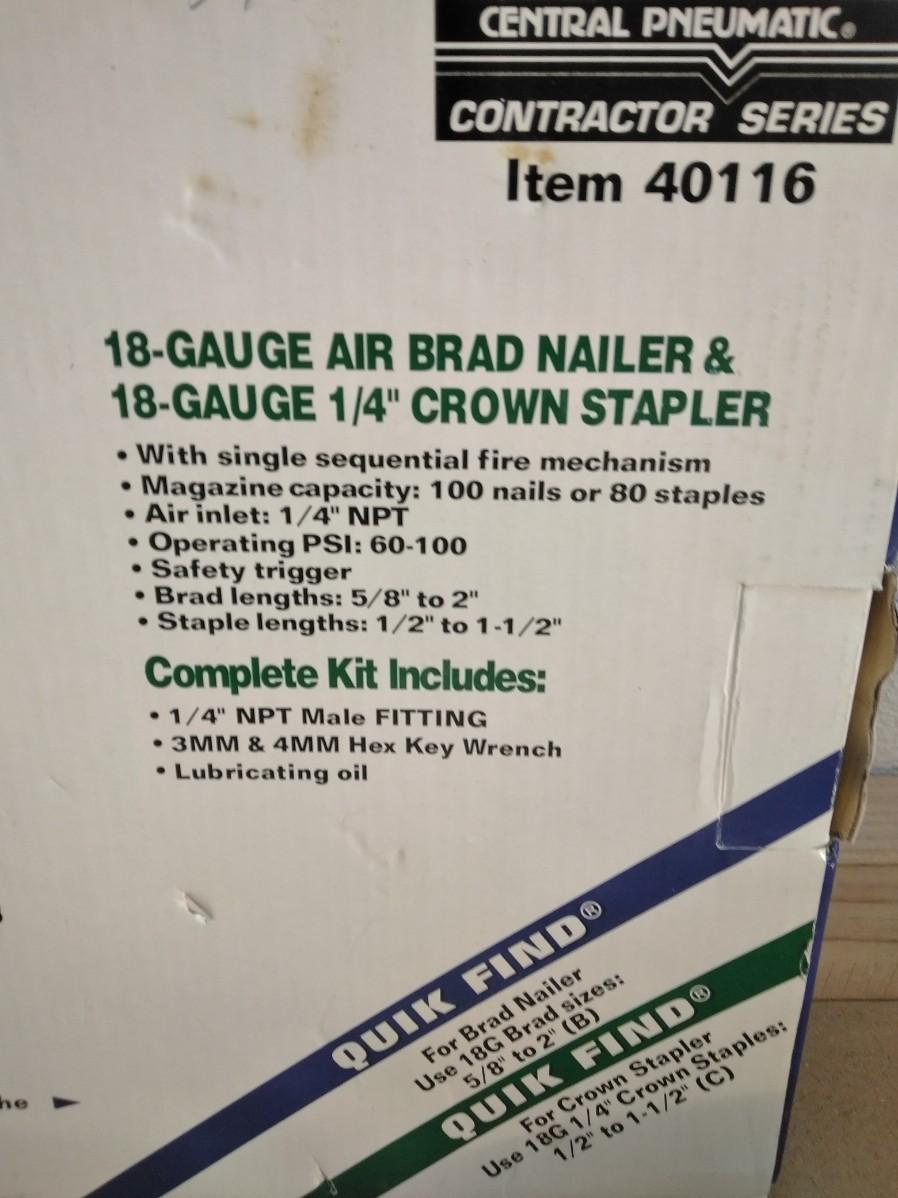 CENTRAL PNEUMATIC®
CONTRACTOR SERIES
Item 40116
18-GAUGE AIR BRAD NAILER &
18-GAUGE 1/4" CROWN STAPLER
• With single sequential fire mechanism
• Magazine capacity: 100 nails or 80 staples
• Air inlet: 1/4" NPT
• Operating PSI: 60-100
• Safety trigger
• Brad lengths: 5/8" to 2"
• Staple lengths: 1/2" to 1-1/2"
Complete Kit Includes:
• 1/4" NPT Male FITTING
• 3MM & 4MM Hex Key Wrench
• Lubricating oil
QUIK FIND®
For Brad Nailer
Use 18G Brad sizes:
5/8" to 2" (B)
QUIK FIND®
For Crown Stapler
Use 18G 1/4" Crown Staples:
1/2" to 1-1/2" (C)